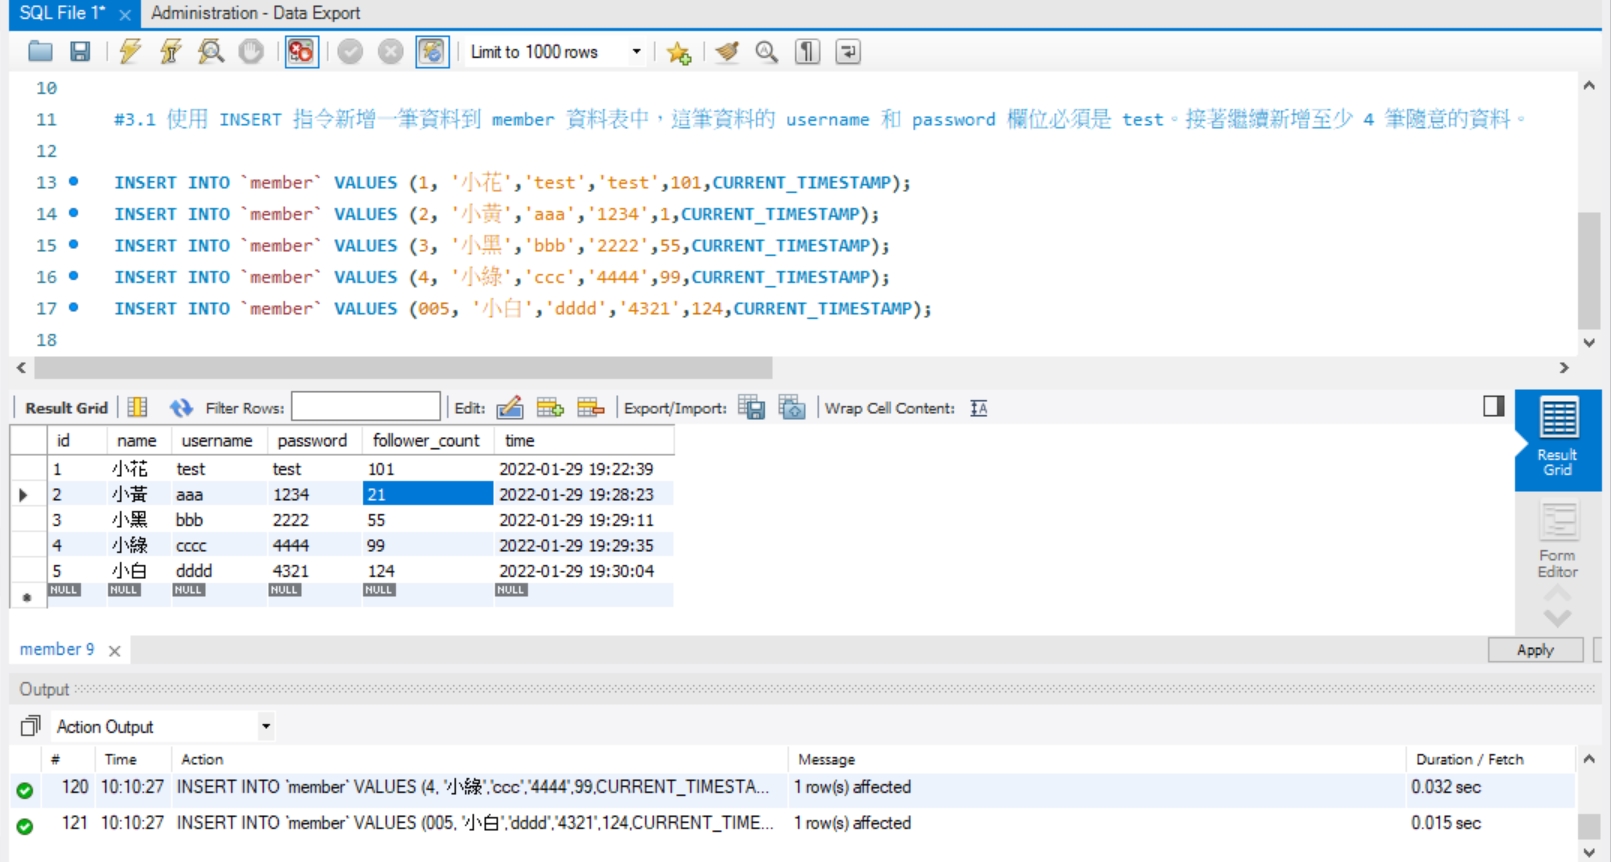 SQL File 1* × Administration - Data Export
Limit to 1000 rows
10
11 #3.1 使用 INSERT 指令新增一筆資料到 member 資料表中，這筆資料的 username 和 password 欄位必須是 test。接著繼續新增至少 4 筆隨意的資料。
12
13 INSERT INTO `member` VALUES (1, '小花','test','test',101,CURRENT_TIMESTAMP);
14 INSERT INTO `member` VALUES (2, '小黃','aaa','1234',1,CURRENT_TIMESTAMP);
15 INSERT INTO `member` VALUES (3, '小黑','bbb','2222',55,CURRENT_TIMESTAMP);
16 INSERT INTO `member` VALUES (4, '小綠','ccc','4444',99,CURRENT_TIMESTAMP);
17 INSERT INTO `member` VALUES (005, '小白','dddd','4321',124,CURRENT_TIMESTAMP);
18
Result Grid Filter Rows: Edit: Export/Import: Wrap Cell Content:
id name username password follower_count time
1 小花 test test 101 2022-01-29 19:22:39
2 小黃 aaa 1234 21 2022-01-29 19:28:23
3 小黑 bbb 2222 55 2022-01-29 19:29:11
4 小綠 cccc 4444 99 2022-01-29 19:29:35
5 小白 dddd 4321 124 2022-01-29 19:30:04
NULL NULL NULL NULL NULL NULL
Result
Grid
Form
Editor
member 9 × Apply
Output
Action Output
# Time Action Message Duration / Fetch
120 10:10:27 INSERT INTO `member` VALUES (4, '小綠','ccc','4444',99,CURRENT_TIMESTA... 1 row(s) affected 0.032 sec
121 10:10:27 INSERT INTO `member` VALUES (005, '小白','dddd','4321',124,CURRENT_TIME... 1 row(s) affected 0.015 sec